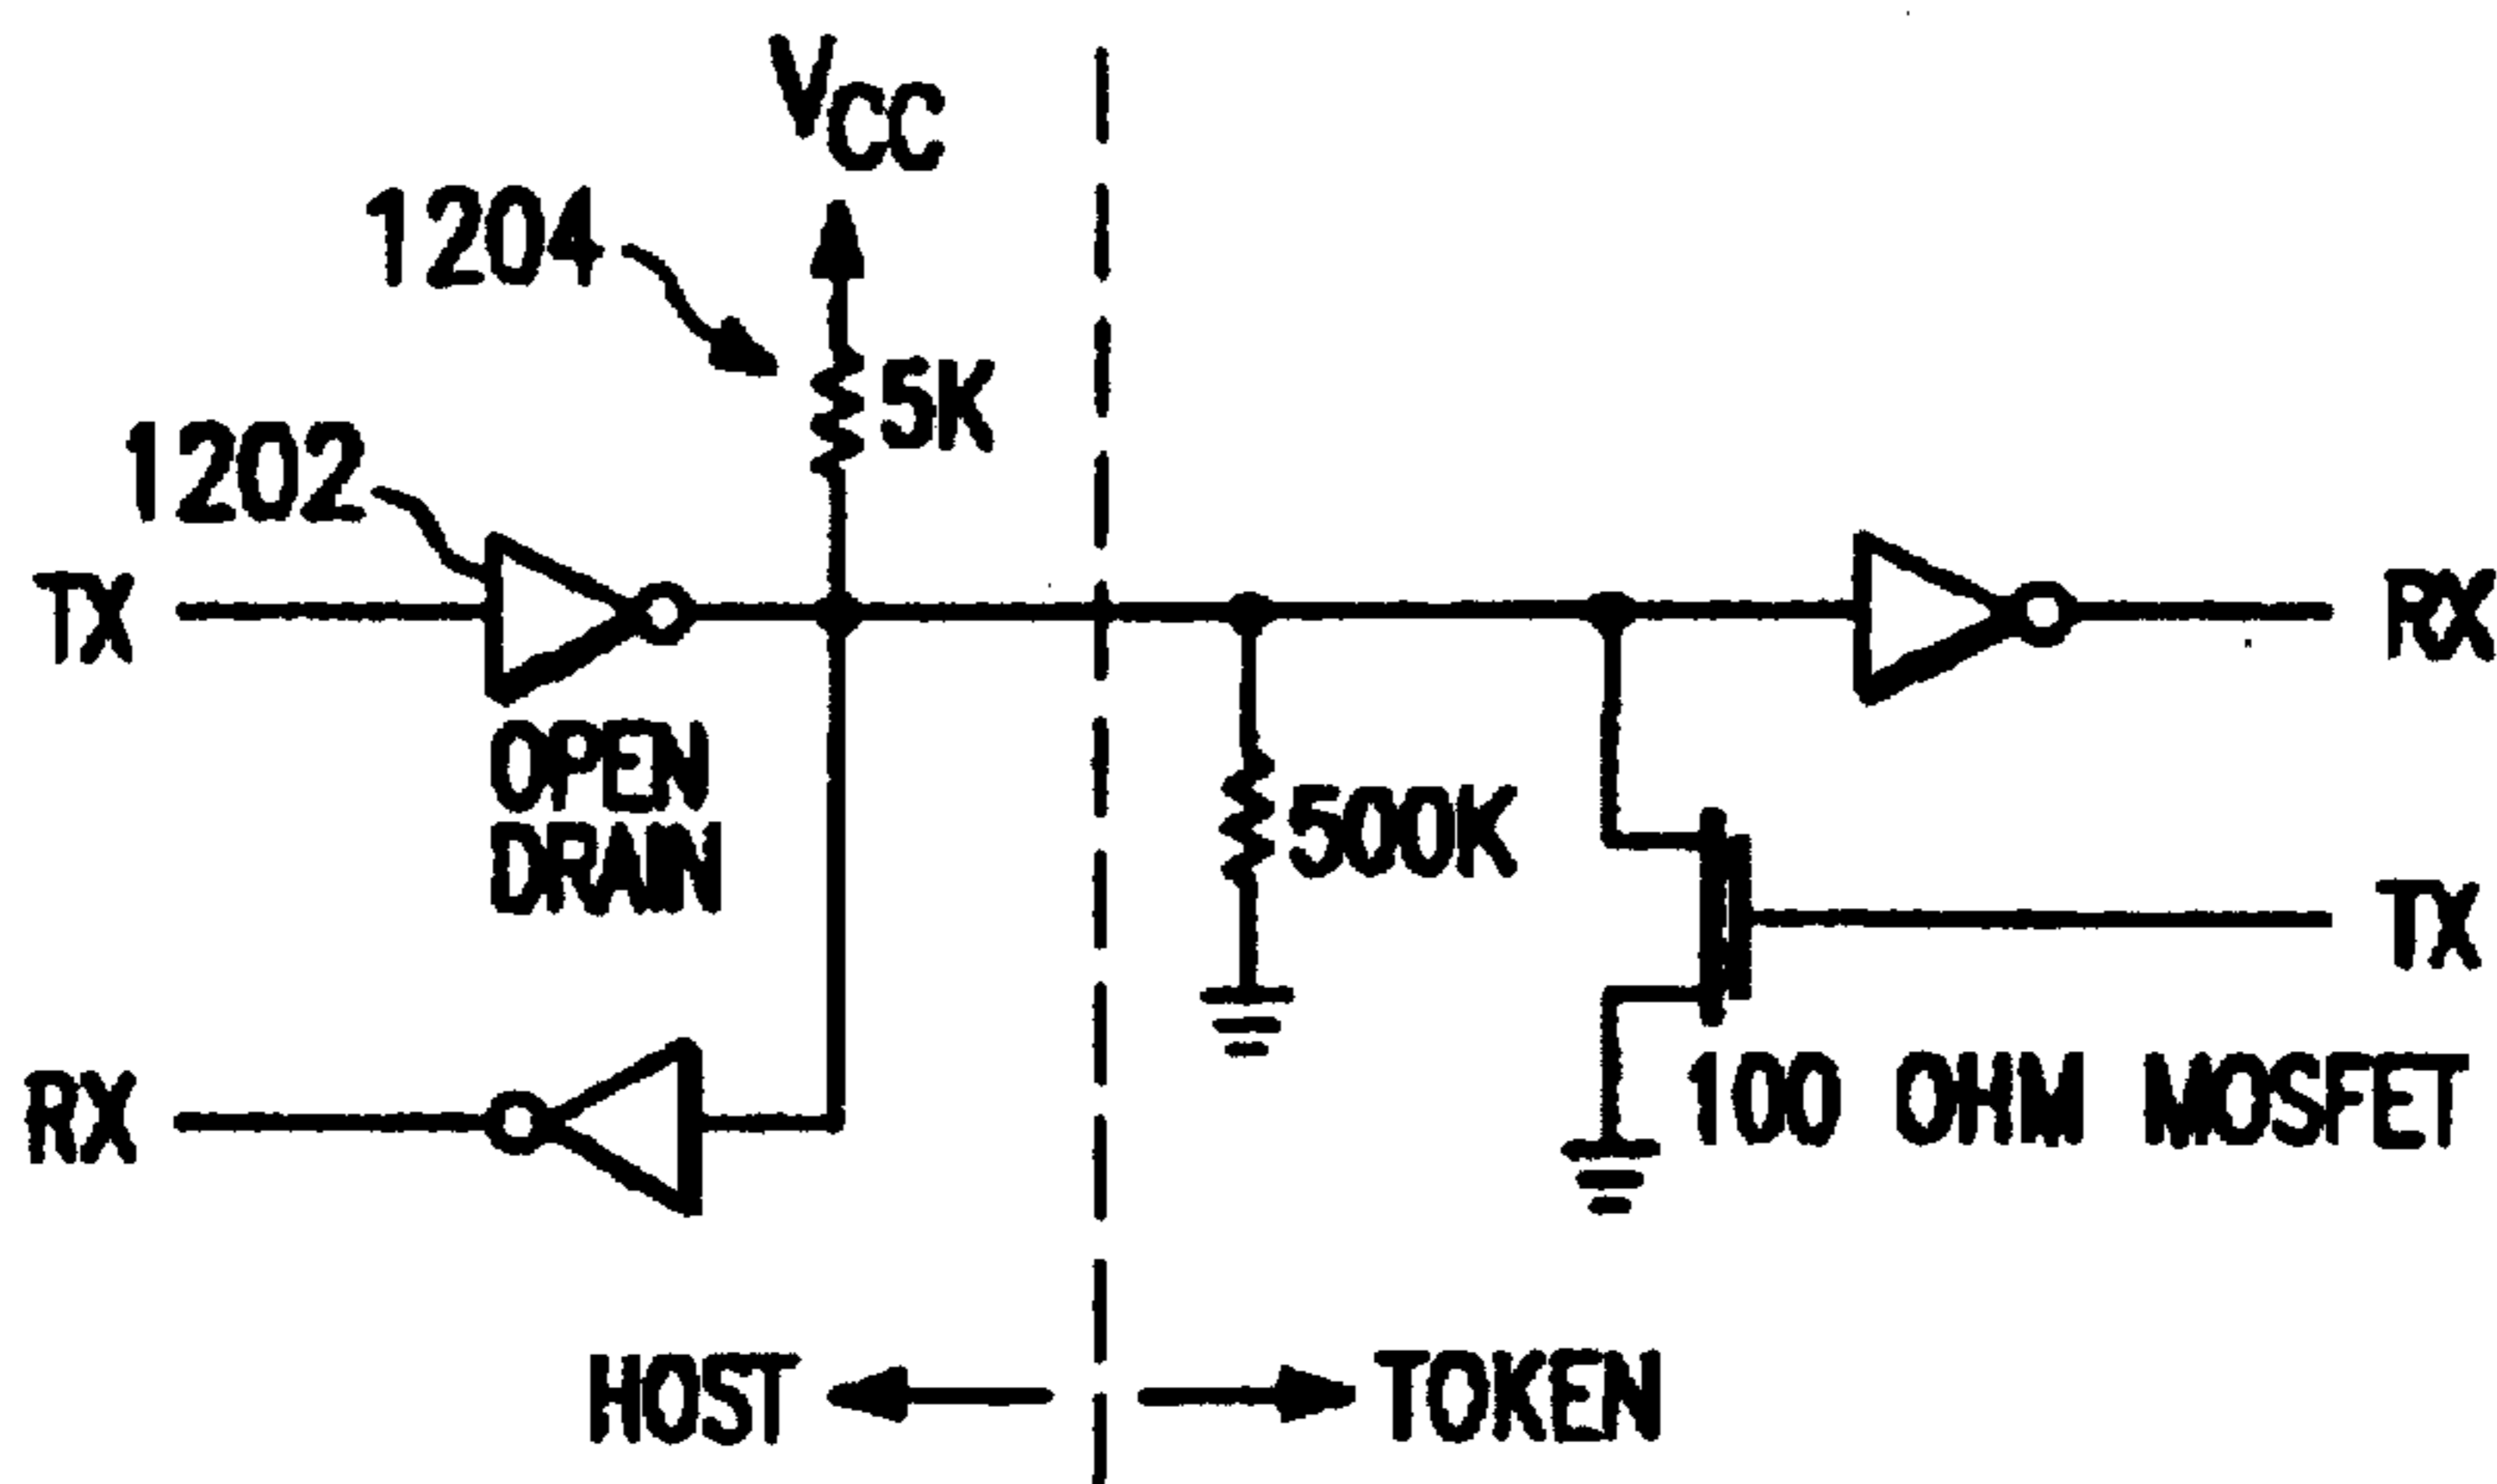 VCC
1204
5K
1202
TX
RX
OPEN
DRAIN
500K
TX
RX
100 OHM MOSFET
HOST
TOKEN